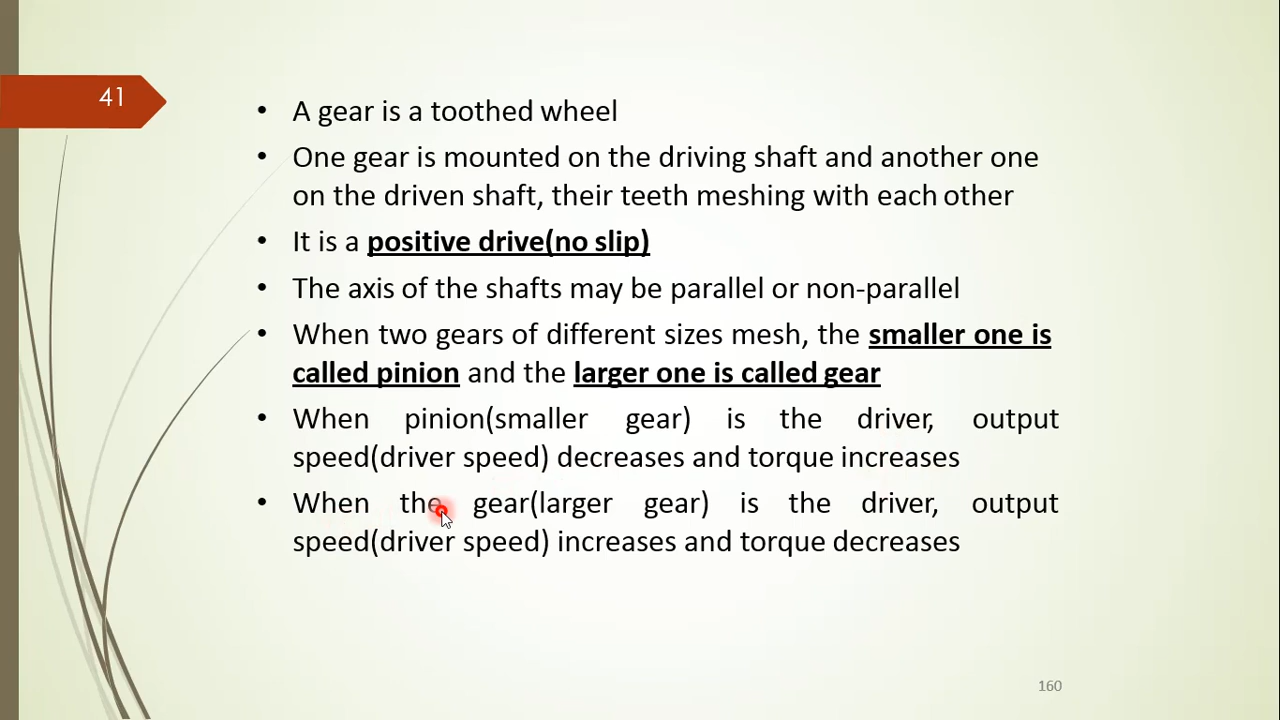 41
• A gear is a toothed wheel
• One gear is mounted on the driving shaft and another one
on the driven shaft, their teeth meshing with each other
• It is a positive drive(no slip)
• The axis of the shafts may be parallel or non-parallel
• When two gears of different sizes mesh, the smaller one is
called pinion and the larger one is called gear
• When pinion(smaller gear) is the driver, output
speed(driver speed) decreases and torque increases
• When the gear(larger gear) is the driver, output
speed(driver speed) increases and torque decreases
160